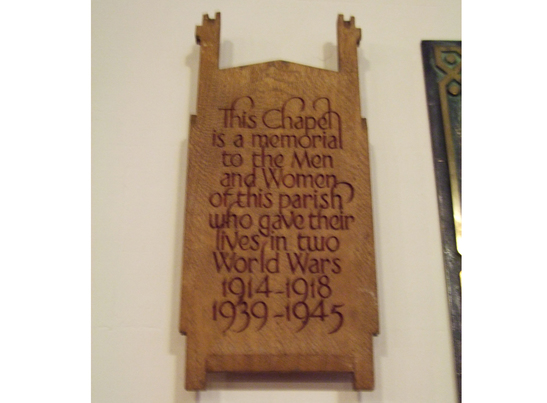 This Chapel
is a memorial
to the Men
and Women
of this parish
who gave their
lives in two
World Wars
1914-1918
1939-1945